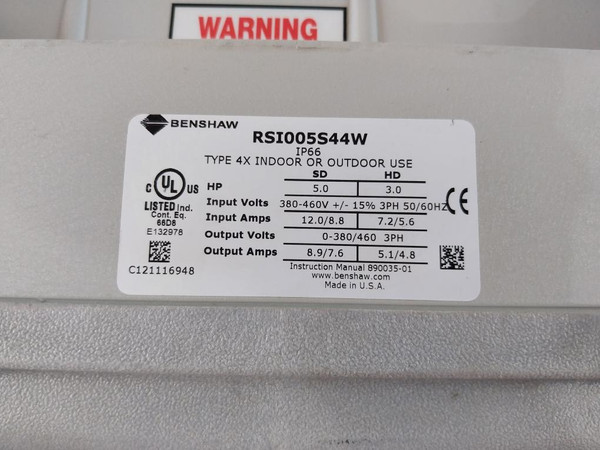 WARNING
BENSHAW
RSI005S44W
IP66
TYPE 4X INDOOR OR OUTDOOR USE
SD HD
HP 5.0 3.0
Input Volts 380-460V +/- 15% 3PH 50/60HZ
Input Amps 12.0/8.8 7.2/5.6
Output Volts 0-380/460 3PH
Output Amps 8.9/7.6 5.1/4.8
C UL US
LISTED Ind.
Cont. Eq.
66D8
E132978
CE
C121116948
Instruction Manual 890035-01
www.benshaw.com
Made in U.S.A.